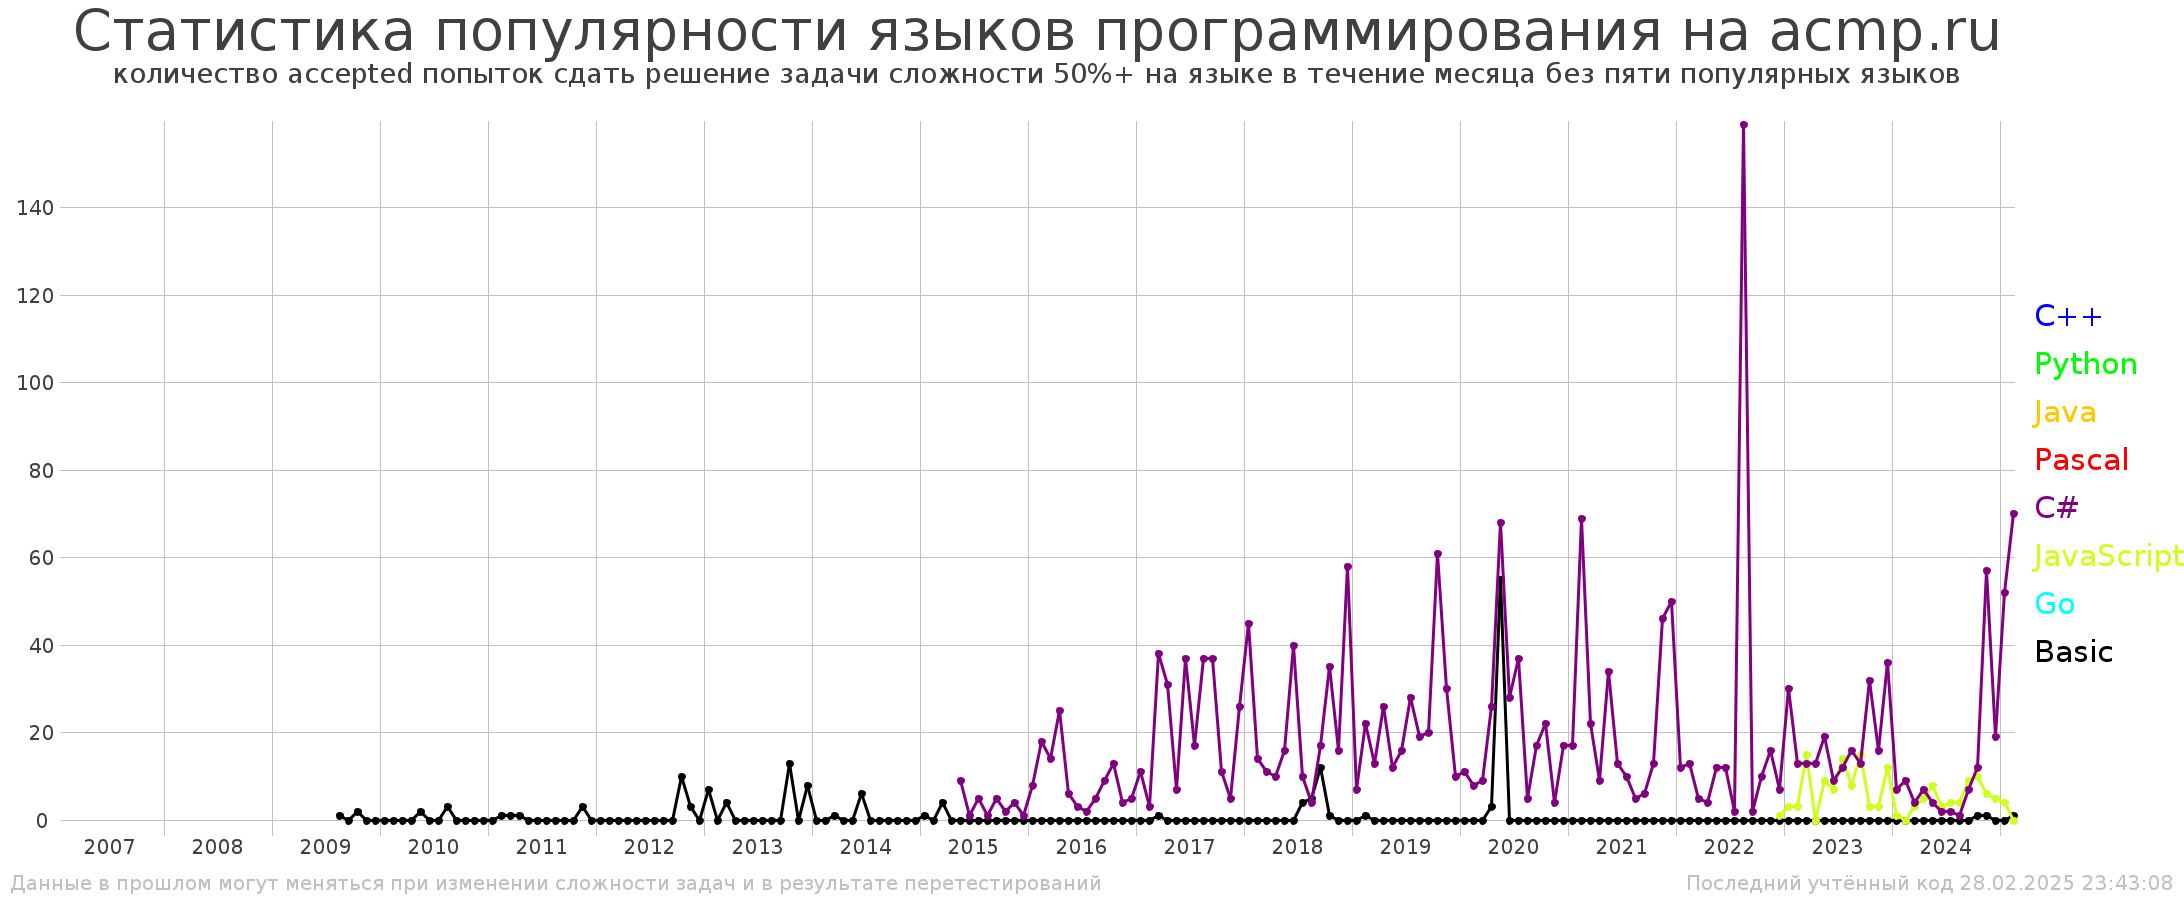 Статистика популярности языков программирования на acmp.ru
количество accepted попыток сдать решение задачи сложности 50%+ на языке в течение месяца без пяти популярных языков
140
120
100
80
60
40
20
0
C++
Python
Java
Pascal
C#
JavaScript
Go
Basic
2007 2008 2009 2010 2011 2012 2013 2014 2015 2016 2017 2018 2019 2020 2021 2022 2023 2024
Данные в прошлом могут меняться при изменении сложности задач и в результате перетестирований
Последний учтённый код 28.02.2025 23:43:08